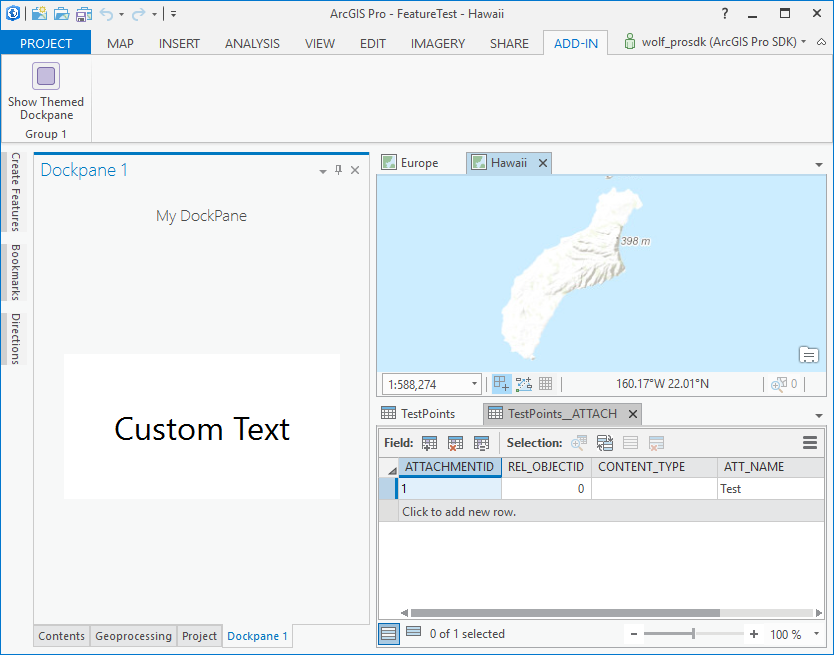 ArcGIS Pro - FeatureTest - Hawaii
?
PROJECT MAP INSERT ANALYSIS VIEW EDIT IMAGERY SHARE ADD-IN wolf_prosdk (ArcGIS Pro SDK)
Show Themed
Dockpane
Group 1
Create Features
Bookmarks
Directions
Dockpane 1
My DockPane
Custom Text
Contents Geoprocessing Project Dockpane 1
Europe Hawaii
398 m
1:588,274 160.17°W 22.01°N 0
TestPoints TestPoints__ATTACH
Field: Selection:
ATTACHMENTID REL_OBJECTID CONTENT_TYPE ATT_NAME
1 0 Test
Click to add new row.
0 of 1 selected 100 %